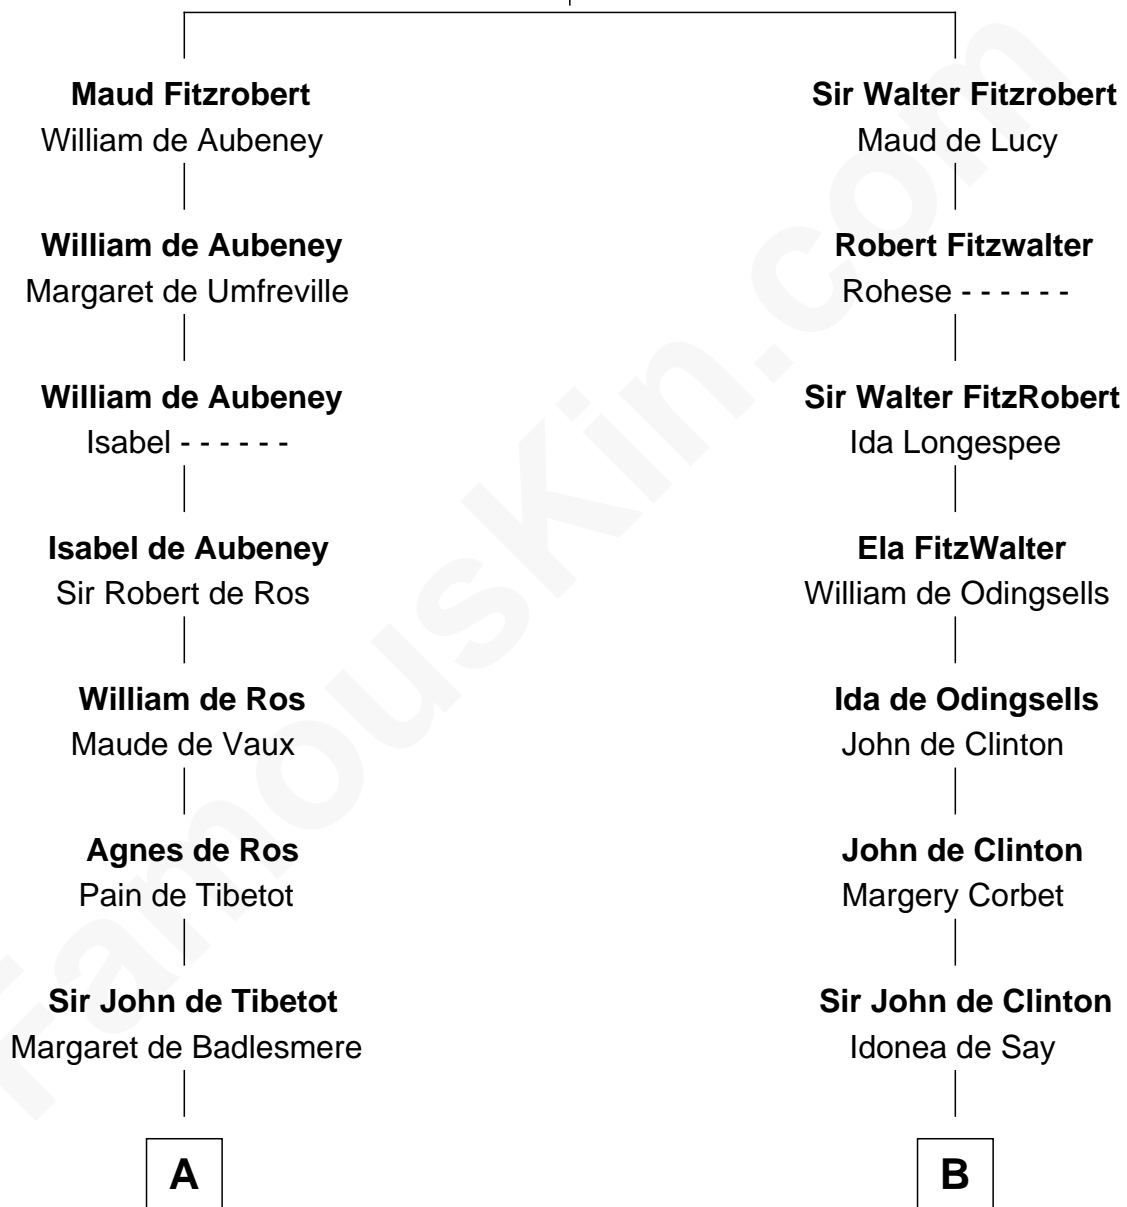 Maud Fitzrobert
William de Aubeney
William de Aubeney
Margaret de Umfreville
William de Aubeney
Isabel - - - - - -
Isabel de Aubeney
Sir Robert de Ros
William de Ros
Maude de Vaux
Agnes de Ros
Pain de Tibetot
Sir John de Tibetot
Margaret de Badlesmere
A
Sir Walter Fitzrobert
Maud de Lucy
Robert Fitzwalter
Rohese - - - - - -
Sir Walter FitzRobert
Ida Longespee
Ela FitzWalter
William de Odingsells
Ida de Odingsells
John de Clinton
John de Clinton
Margery Corbet
Sir John de Clinton
Idonea de Say
B
FamousKin.com